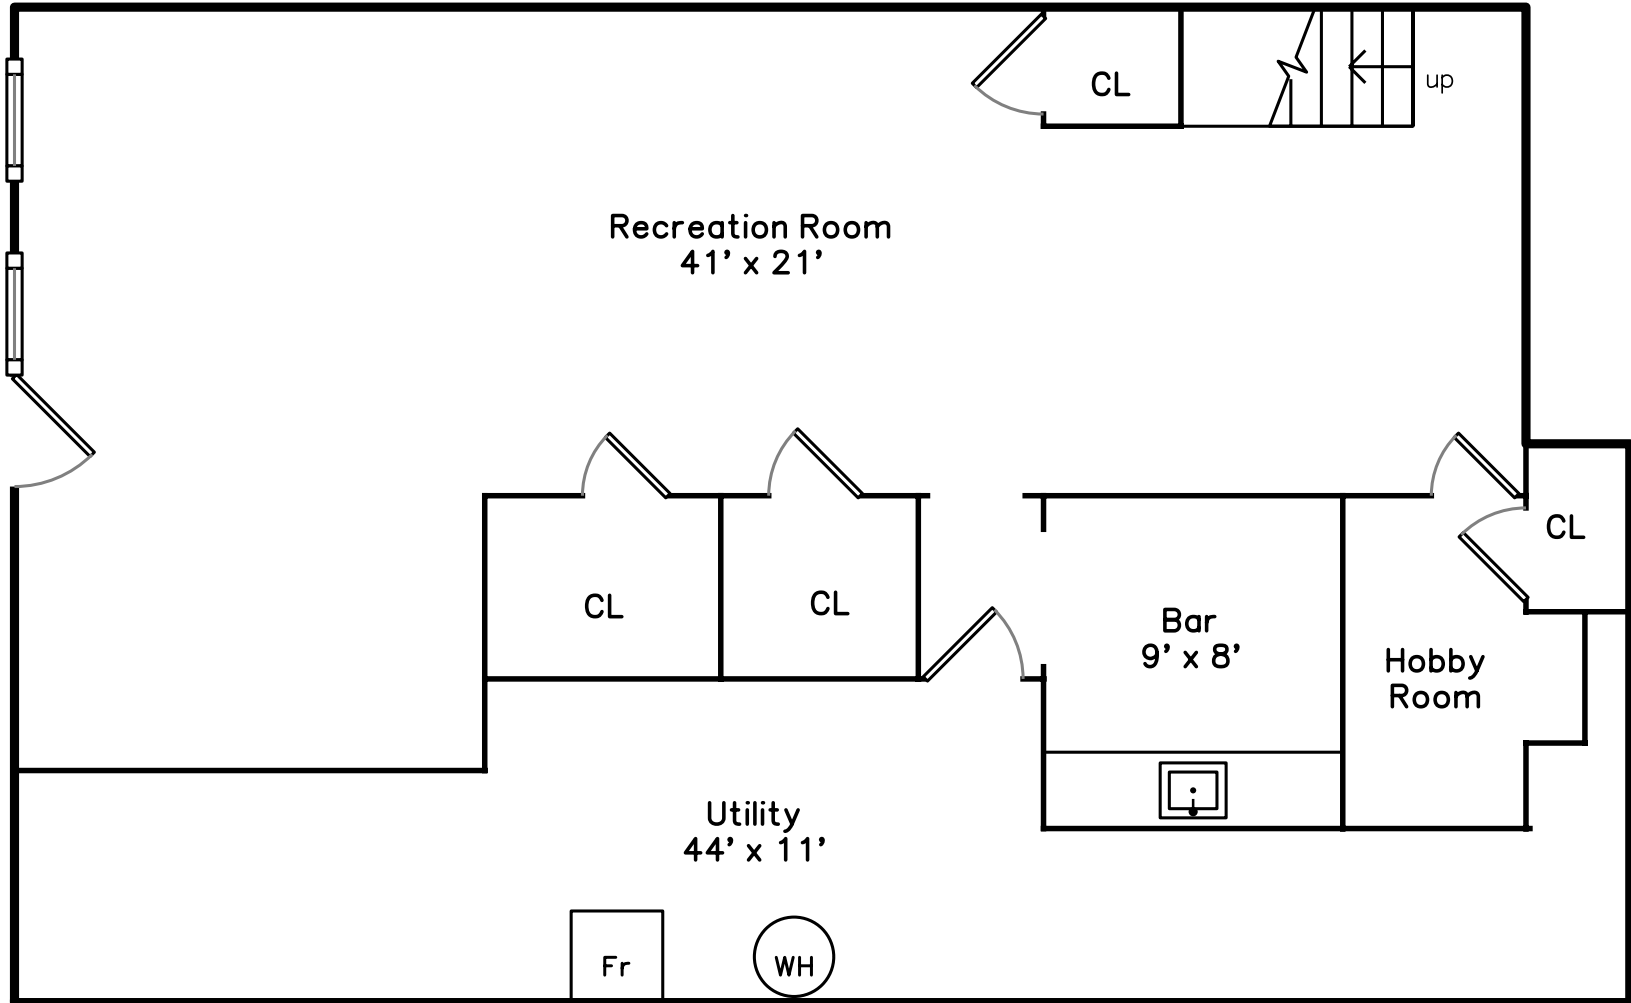 CL
up
Recreation Room
41' x 21'
CL
CL
CL
Bar
9' x 8'
Hobby
Room
Utility
44' x 11'
Fr
WH